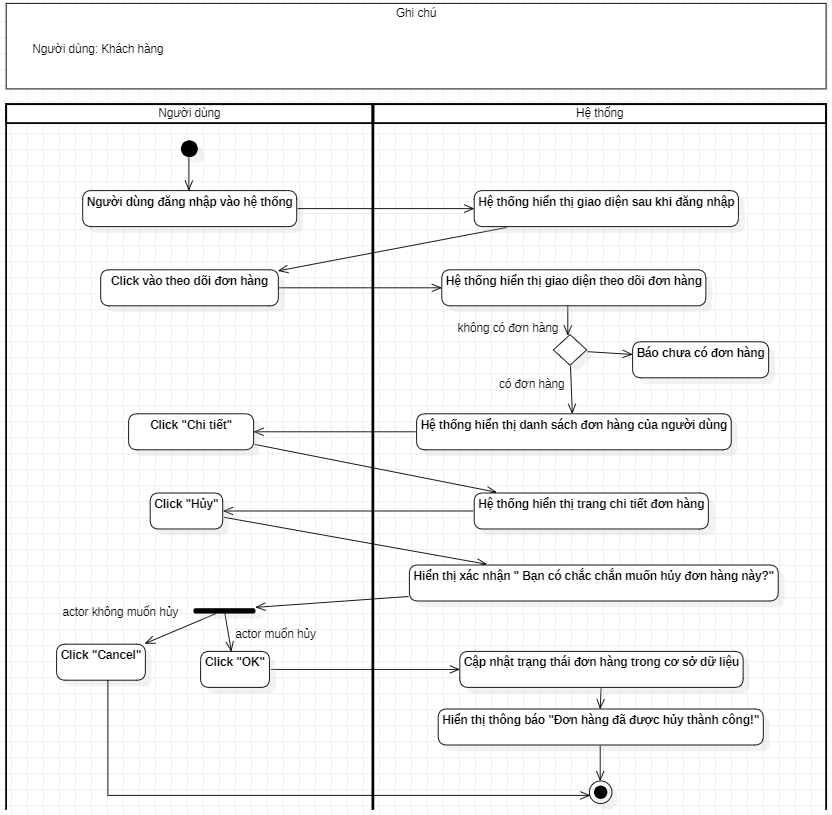 Ghi chú
Người dùng: Khách hàng
Người dùng
Hệ thống
Người dùng đăng nhập vào hệ thống
Hệ thống hiển thị giao diện sau khi đăng nhập
Click vào theo dõi đơn hàng
Hệ thống hiển thị giao diện theo dõi đơn hàng
không có đơn hàng
Báo chưa có đơn hàng
có đơn hàng
Click "Chi tiết"
Hệ thống hiển thị danh sách đơn hàng của người dùng
Click "Hủy"
Hệ thống hiển thị trang chi tiết đơn hàng
Hiển thị xác nhận " Bạn có chắc chắn muốn hủy đơn hàng này?"
actor không muốn hủy
actor muốn hủy
Click "Cancel"
Click "OK"
Cập nhật trạng thái đơn hàng trong cơ sở dữ liệu
Hiển thị thông báo "Đơn hàng đã được hủy thành công!"